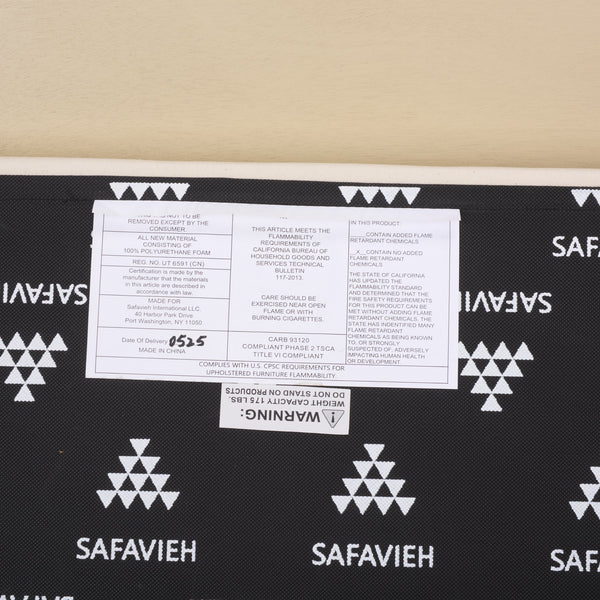 REMOVED EXCEPT BY THE
CONSUMER.
ALL NEW MATERIAL
CONSISTING OF
100% POLYURETHANE FOAM
REG. NO. UT 6591 (CN)
Certification is made by the
manufacturer that the materials
in this article are described in
accordance with law.
MADE FOR
Safavieh International LLC.
40 Harbor Park Drive
Port Washington, NY 11050
Date Of Delivery 0525
MADE IN CHINA
THIS ARTICLE MEETS THE
FLAMMABILITY
REQUIREMENTS OF
CALIFORNIA BUREAU OF
HOUSEHOLD GOODS AND
SERVICES TECHNICAL
BULLETIN
117-2013.
CARE SHOULD BE
EXERCISED NEAR OPEN
FLAME OR WITH
BURNING CIGARETTES.
CARB 93120
COMPLIANT PHASE 2 TSCA
TITLE VI COMPLIANT
IN THIS PRODUCT:
__CONTAIN ADDED FLAME
RETARDANT CHEMICALS
_X_CONTAIN NO ADDED
FLAME RETARDANT
CHEMICALS
THE STATE OF CALIFORNIA
HAS UPDATED THE
FLAMMABILITY STANDARD
AND DETERMINED THAT THE
FIRE SAFETY REQUIREMENTS
FOR THIS PRODUCT CAN BE
MET WITHOUT ADDING FLAME
RETARDANT CHEMICALS. THE
STATE HAS INDENTIFIED MANY
FLAME RETARDANT
CHEMICALS AS BEING KNOWN
TO, OR STRONGLY
SUSPECTED OF, ADVERSELY
IMPACTING HUMAN HEALTH
OR DEVELOPMENT.
COMPLIES WITH U.S. CPSC REQUIREMENTS FOR
UPHOLSTERED FURNITURE FLAMMABILITY.
WARNING:
WEIGHT CAPACITY 175 LBS.
DO NOT STAND ON PRODUCTS
SAFAVIEH
SAFAVIEH